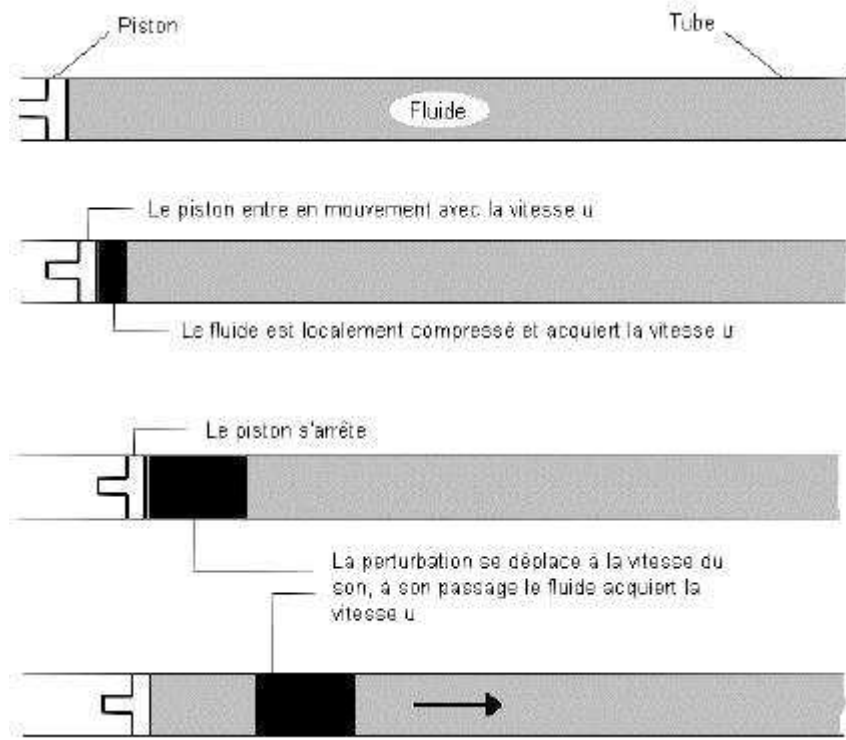 Piston
Tube
Fluide
Le piston entre en mouvement avec la vitesse u
Le fluide est localement compressé et acquiert la vitesse u
Le piston s'arrête
La perturbation se déplace à la vitesse du
son, à son passage le fluide acquiert la
vitesse u